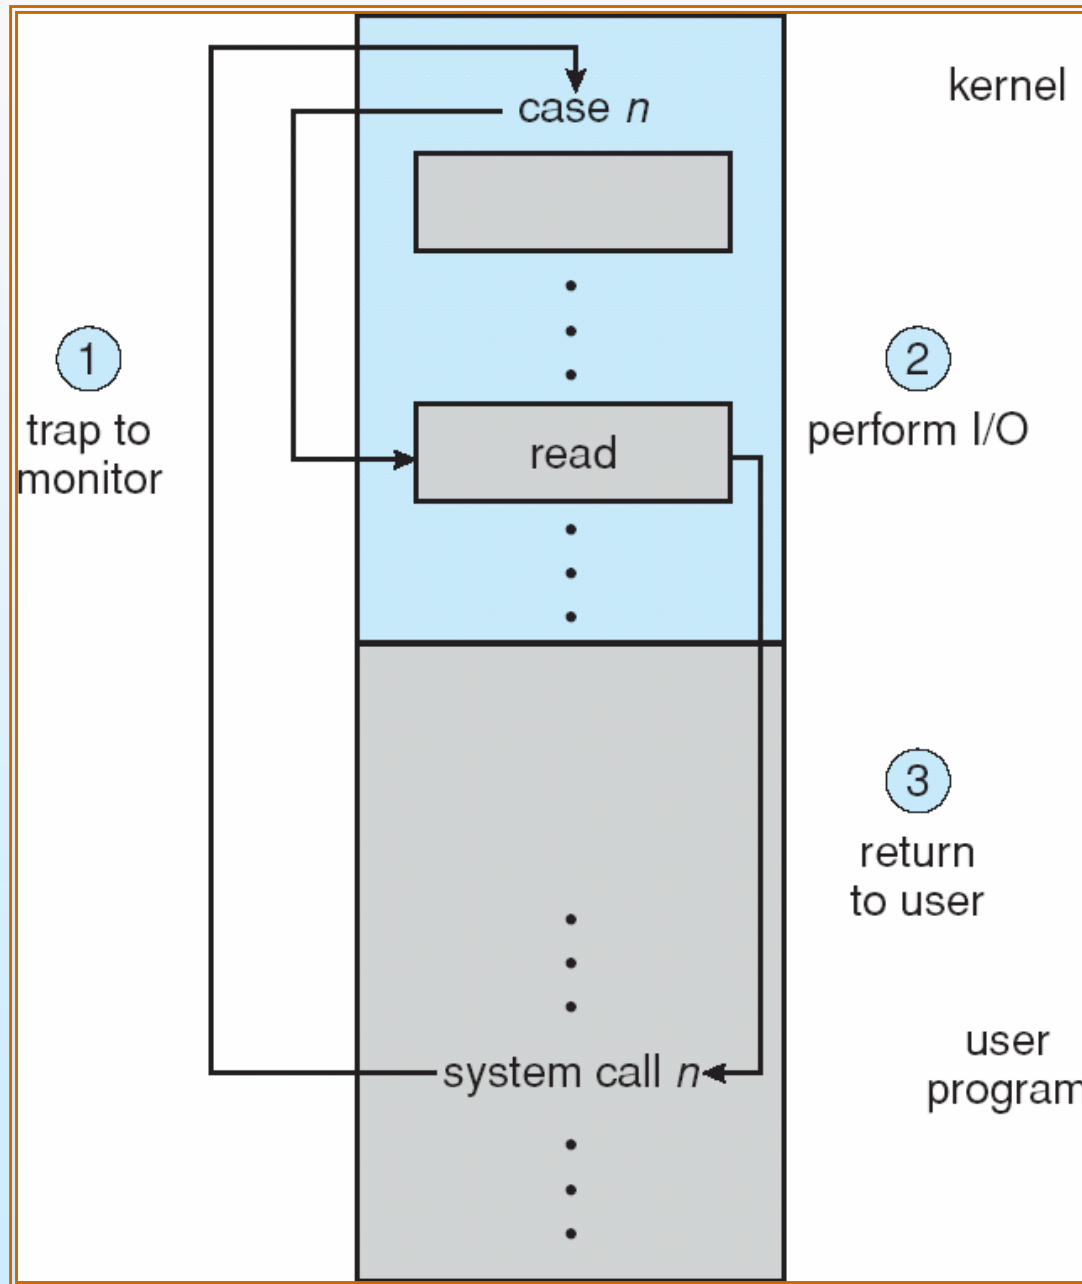 kernel
case n
1
trap to
monitor
2
perform I/O
read
3
return
to user
system call n
user
program